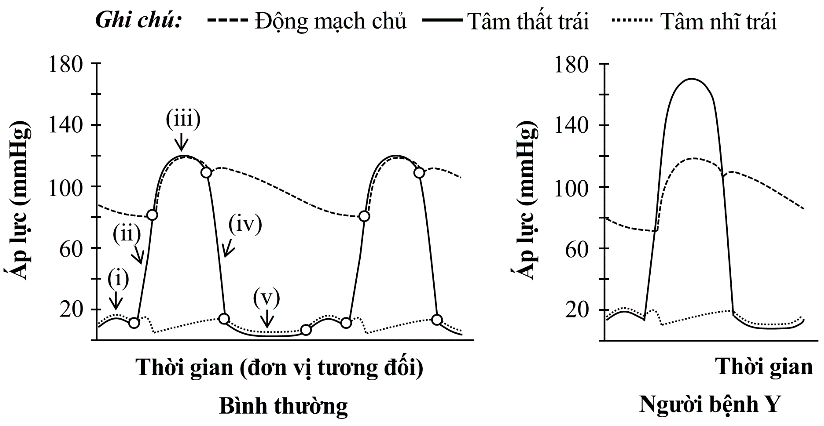 Ghi chú: Động mạch chủ Tâm thất trái Tâm nhĩ trái
Áp lực (mmHg)
180
140
100
60
20
(i)
(ii)
(iii)
(iv)
(v)
Thời gian (đơn vị tương đối)
Bình thường
Áp lực (mmHg)
180
140
100
60
20
Thời gian
Người bệnh Y